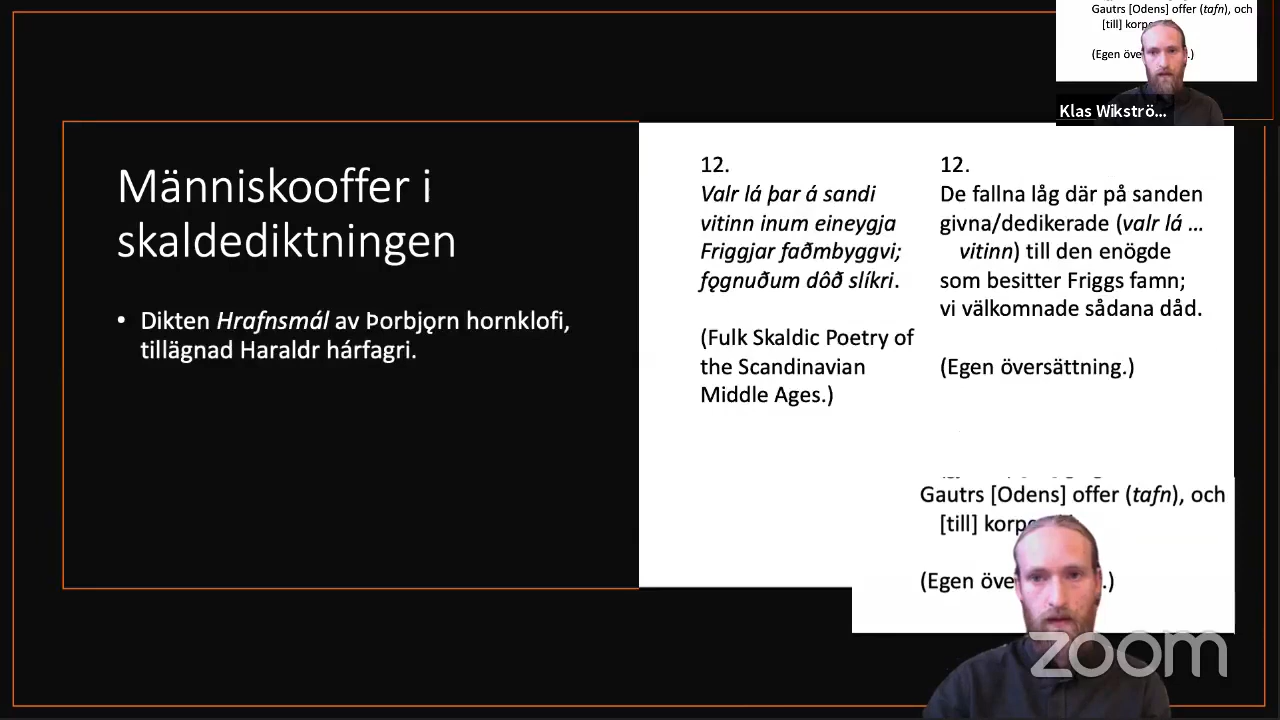 Gautrs [Odens] offer (tafn), och
[till] korpe
(Egen öve .)
Klas Wikströ...
Människooffer i
skaldediktningen
• Dikten Hrafnsmál av Þorbjǫrn hornklofi,
tillägnad Haraldr hárfagri.
12.
Valr lá þar á sandi
vitinn inum eineygja
Friggjar faðmbyggvi;
fǫgnuðum dôð slíkri.
(Fulk Skaldic Poetry of
the Scandinavian
Middle Ages.)
12.
De fallna låg där på sanden
givna/dedikerade (valr lá ...
vitinn) till den enögde
som besitter Friggs famn;
vi välkomnade sådana dåd.
(Egen översättning.)
Gautrs [Odens] offer (tafn), och
[till] korpe
(Egen öve .)
zoom